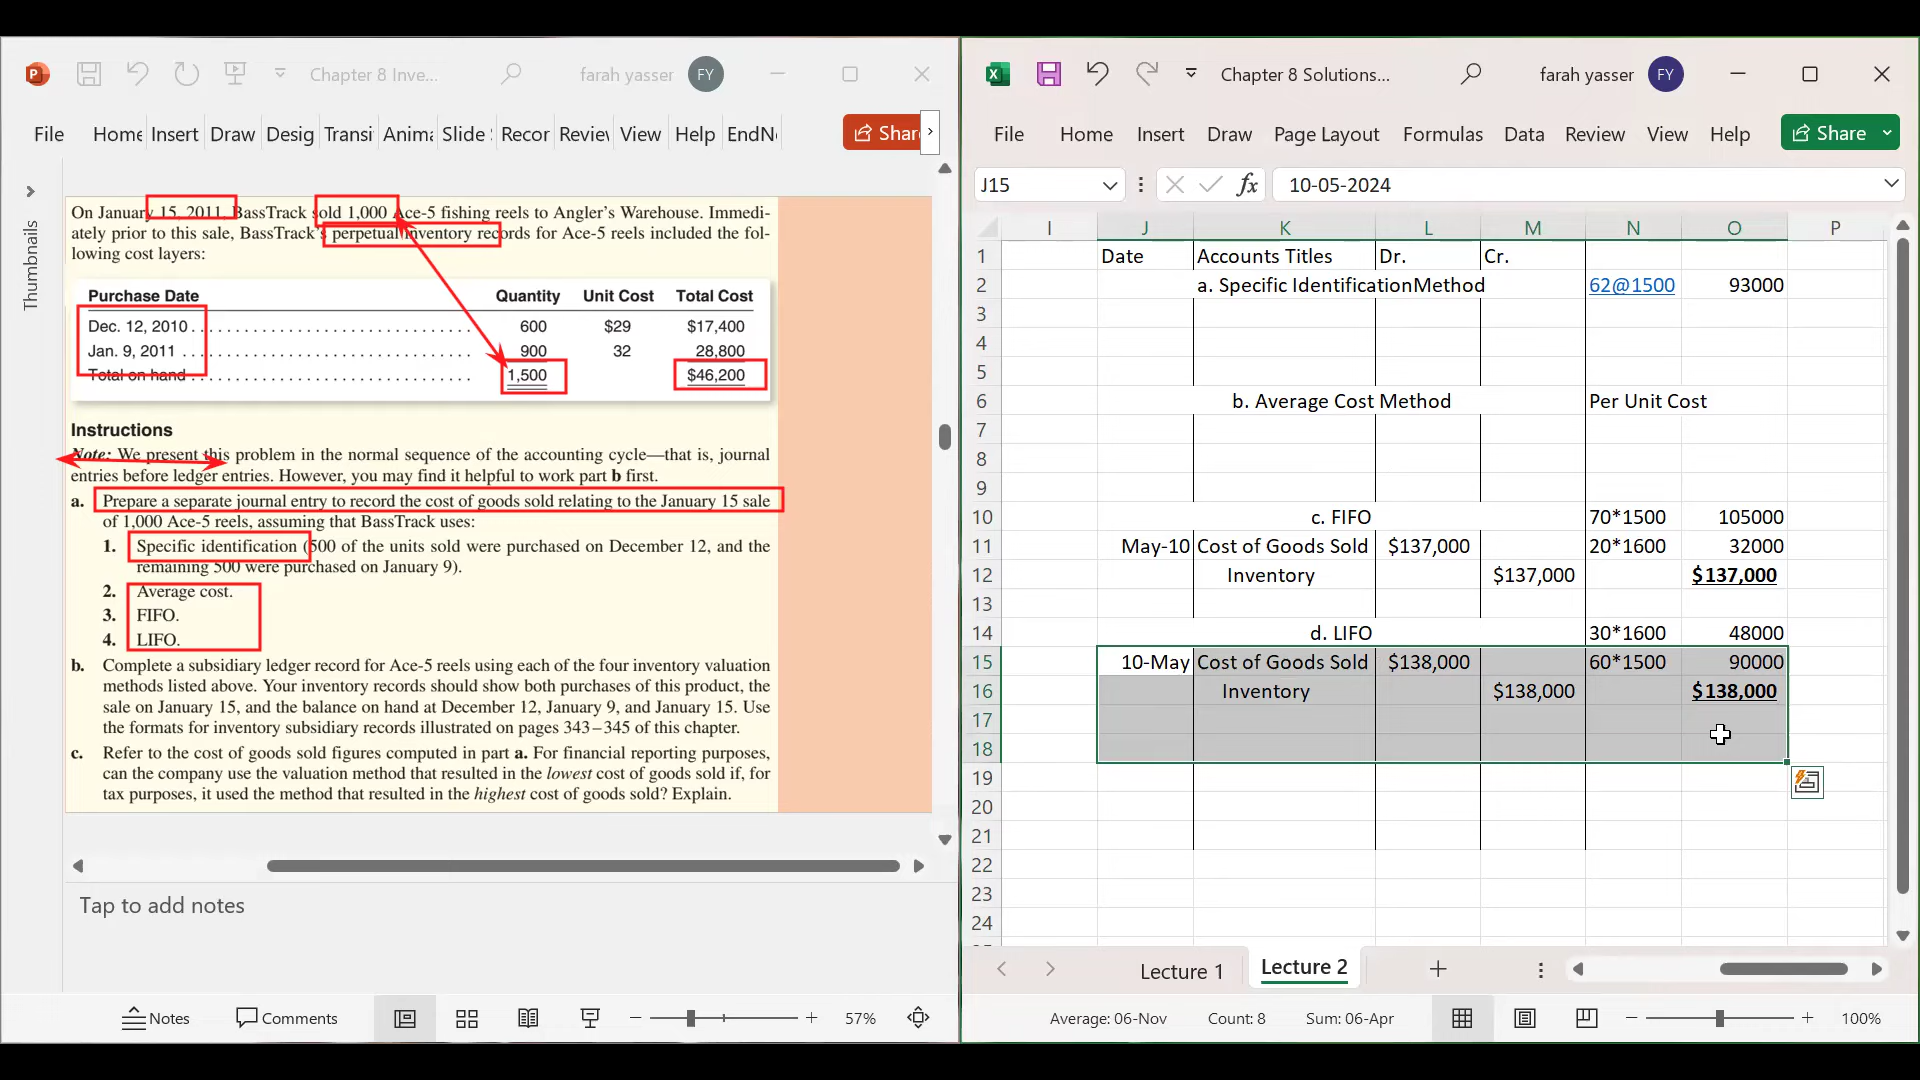 Chapter 8 Inve...
farah yasser
FY
File
Home
Insert
Draw
Desig
Transi
Anima
Slide
Recor
Review
View
Help
EndN
Share
Thumbnails
On January 15, 2011, BassTrack sold 1,000 Ace-5 fishing reels to Angler's Warehouse. Immedi-
ately prior to this sale, BassTrack's perpetual inventory records for Ace-5 reels included the fol-
lowing cost layers:
Purchase Date Quantity Unit Cost Total Cost
Dec. 12, 2010 600 $29 $17,400
Jan. 9, 2011 900 32 28,800
Total on hand 1,500 $46,200
Instructions
Note: We present this problem in the normal sequence of the accounting cycle—that is, journal
entries before ledger entries. However, you may find it helpful to work part b first.
a. Prepare a separate journal entry to record the cost of goods sold relating to the January 15 sale
of 1,000 Ace-5 reels, assuming that BassTrack uses:
1. Specific identification (500 of the units sold were purchased on December 12, and the
remaining 500 were purchased on January 9).
2. Average cost.
3. FIFO.
4. LIFO.
b. Complete a subsidiary ledger record for Ace-5 reels using each of the four inventory valuation
methods listed above. Your inventory records should show both purchases of this product, the
sale on January 15, and the balance on hand at December 12, January 9, and January 15. Use
the formats for inventory subsidiary records illustrated on pages 343–345 of this chapter.
c. Refer to the cost of goods sold figures computed in part a. For financial reporting purposes,
can the company use the valuation method that resulted in the lowest cost of goods sold if, for
tax purposes, it used the method that resulted in the highest cost of goods sold? Explain.
Tap to add notes
Notes
Comments
57%
Chapter 8 Solutions...
farah yasser
FY
File
Home
Insert
Draw
Page Layout
Formulas
Data
Review
View
Help
Share
J15
fx
10-05-2024
I J K L M N O P
1 Date Accounts Titles Dr. Cr.
2 a. Specific IdentificationMethod 62@1500 93000
3
4
5
6 b. Average Cost Method Per Unit Cost
7
8
9
10 c. FIFO 70*1500 105000
11 May-10 Cost of Goods Sold $137,000 20*1600 32000
12 Inventory $137,000 $137,000
13
14 d. LIFO 30*1600 48000
15 10-May Cost of Goods Sold $138,000 60*1500 90000
16 Inventory $138,000 $138,000
17
18
19
20
21
22
23
24
Lecture 1
Lecture 2
Average: 06-Nov
Count: 8
Sum: 06-Apr
100%